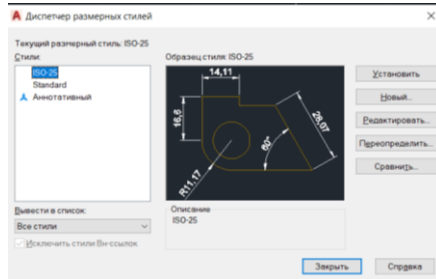 Диспетчер размерных стилей
Текущий размерный стиль: ISO-25
Стили:
ISO-25
Standard
Аннотативный
Образец стиля: ISO-25
14,11
16,6
28,07
60°
R11,17
Установить
Новый...
Редактировать...
Переопределить...
Сравнить...
Вывести в список:
Все стили
Исключить стили Вн-ссылок
Описание
ISO-25
Закрыть
Справка